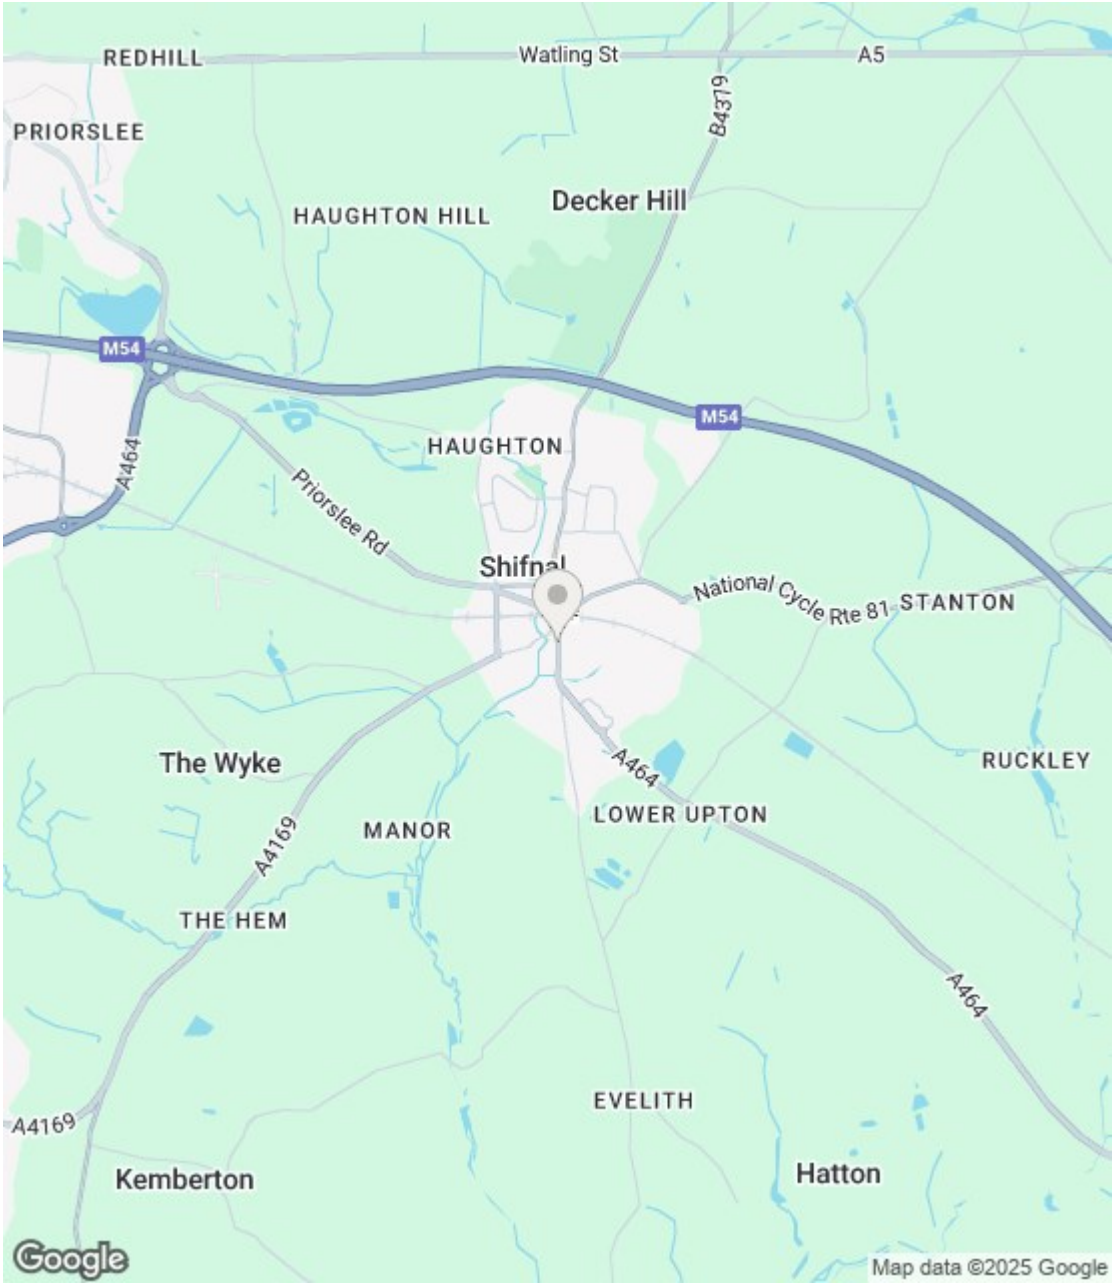 Watling St
A5
REDHILL
B4379
PRIORSLEE
Decker Hill
HAUGHTON HILL
M54
M54
HAUGHTON
A464
Priorslee Rd
Shifnal
National Cycle Rte 81
STANTON
The Wyke
A464
RUCKLEY
LOWER UPTON
MANOR
A4169
THE HEM
A464
EVELITH
A4169
Kemberton
Hatton
Google
Map data ©2025 Google